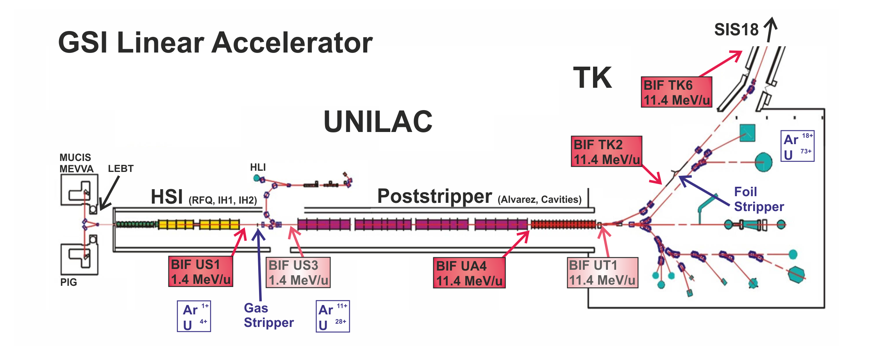 GSI Linear Accelerator
SIS18
TK
BIF TK6
11.4 MeV/u
UNILAC
BIF TK2
11.4 MeV/u
Ar 18+
U 73+
MUCIS
MEVVA
LEBT
HLI
HSI (RFQ, IH1, IH2)
Poststripper (Alvarez, Cavities)
Foil
Stripper
PIG
BIF US1
1.4 MeV/u
BIF US3
1.4 MeV/u
BIF UA4
11.4 MeV/u
BIF UT1
11.4 MeV/u
Ar 1+
U 4+
Gas
Stripper
Ar 11+
U 28+